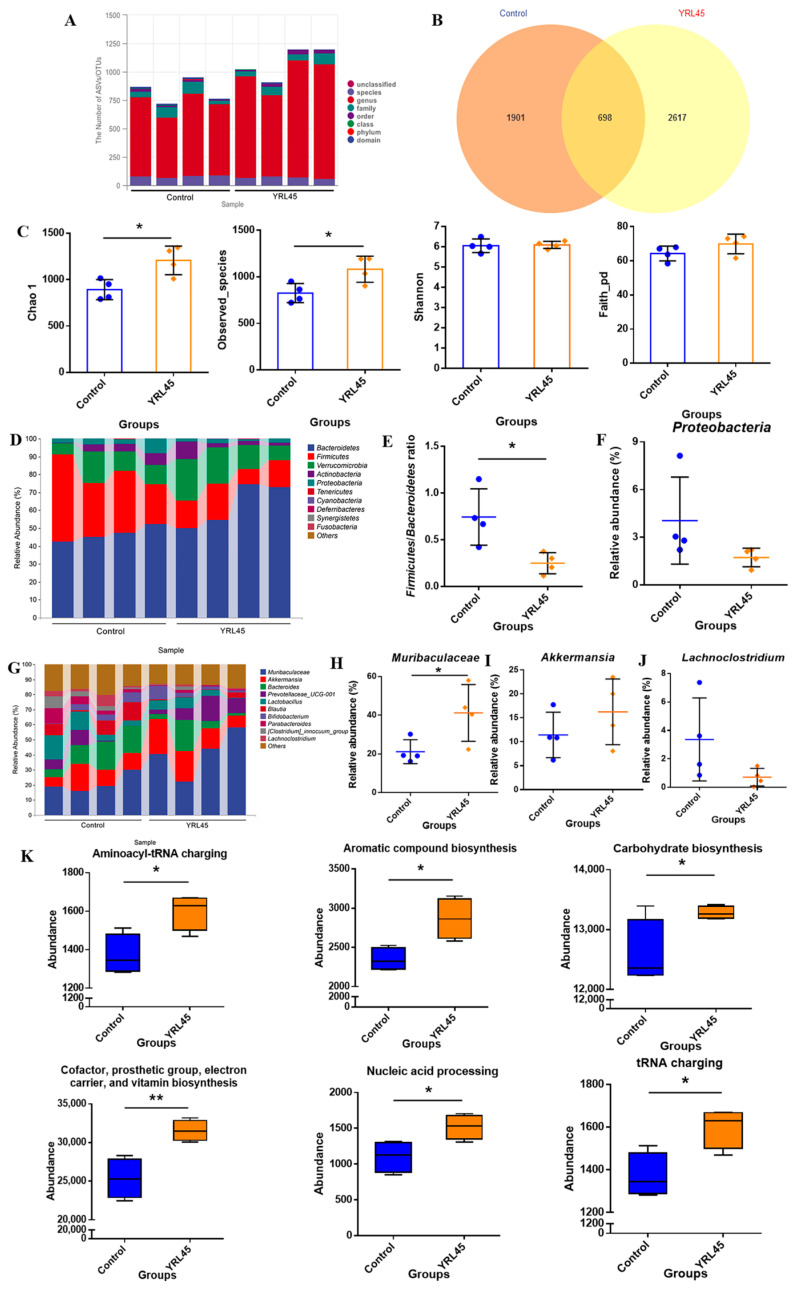 A
The Number of ASVs/OTUs
1500
1250
1000
750
500
250
0
Control
YRL45
Sample
unclassified
species
genus
family
order
class
phylum
domain
B
Control
YRL45
1901
698
2617
C
Chao 1
1500
1000
500
0
Control
YRL45
Groups
*
Observed_species
1500
1000
500
0
Control
YRL45
Groups
*
Shannon
7
6
5
4
3
2
1
0
Control
YRL45
Groups
Faith_pd
80
60
40
20
0
Control
YRL45
Groups
D
Relative Abundance (%)
100
90
80
70
60
50
40
30
20
10
0
Control
YRL45
Sample
Bacteroidetes
Firmicutes
Verrucomicrobia
Actinobacteria
Proteobacteria
Tenericutes
Cyanobacteria
Deferribacteres
Synergistetes
Fusobacteria
Others
E
Firmicutes/Bacteroidetes ratio
1.5
1.0
0.5
0.0
*
Control
YRL45
Groups
F
Proteobacteria
Relative abundance (%)
9
6
3
0
Control
YRL45
Groups
G
Relative Abundance (%)
100
90
80
70
60
50
40
30
20
10
0
Control
YRL45
Sample
Muribaculaceae
Akkermansia
Bacteroides
Prevotellaceae_UCG-001
Lactobacillus
Blautia
Bifidobacterium
Parabacteroides
[Clostridium]_innocuum_group
Lachnoclostridium
Others
H
Muribaculaceae
Relative abundance (%)
60
40
20
0
*
Control
YRL45
Groups
I
Akkermansia
Relative abundance (%)
25
20
15
10
5
0
Control
YRL45
Groups
J
Lachnoclostridium
Relative abundance (%)
8
6
4
2
0
Control
YRL45
Groups
K
Aminoacyl-tRNA charging
Abundance
1800
1600
1400
1200
1200
0
*
Control
YRL45
Groups
Aromatic compound biosynthesis
Abundance
3500
3000
2500
2000
2000
0
*
Control
YRL45
Groups
Carbohydrate biosynthesis
Abundance
14,000
13,000
12,000
12,000
0
*
Control
YRL45
Groups
Cofactor, prosthetic group, electron
carrier, and vitamin biosynthesis
Abundance
35,000
30,000
25,000
20,000
20,000
0
**
Control
YRL45
Groups
Nucleic acid processing
Abundance
2000
1500
1000
500
0
*
Control
YRL45
Groups
tRNA charging
Abundance
1800
1600
1400
1200
1200
0
*
Control
YRL45
Groups